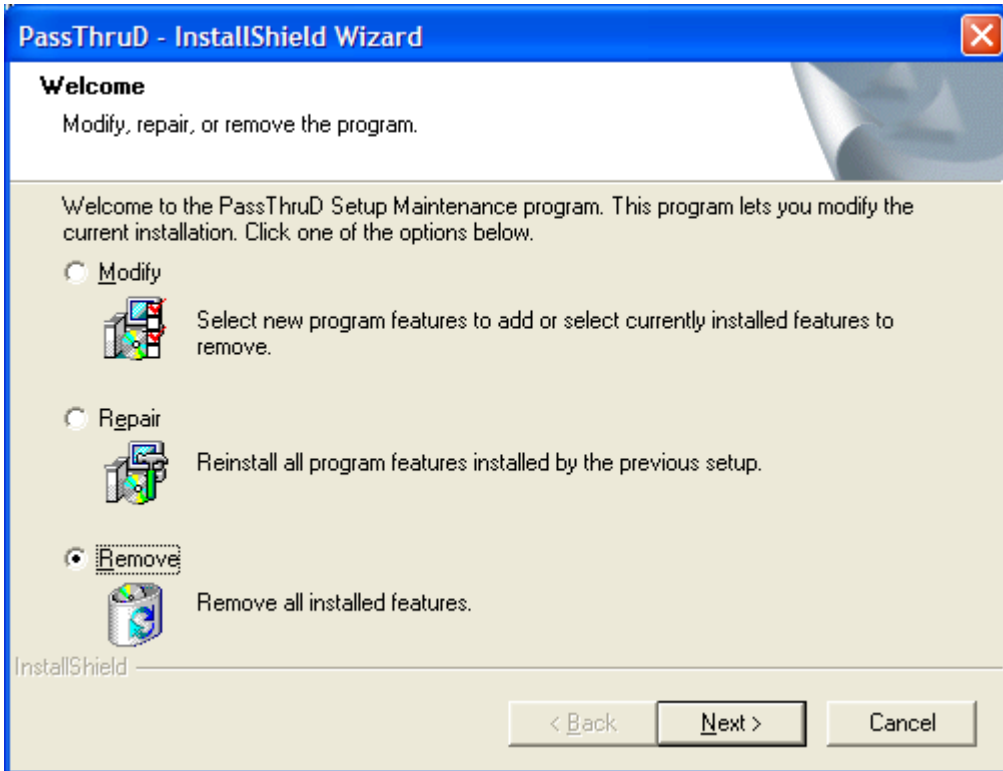 PassThruD - InstallShield Wizard
Welcome
Modify, repair, or remove the program.
Welcome to the PassThruD Setup Maintenance program. This program lets you modify the
current installation. Click one of the options below.
Modify
Select new program features to add or select currently installed features to
remove.
Repair
Reinstall all program features installed by the previous setup.
Remove
Remove all installed features.
InstallShield
< Back
Next >
Cancel